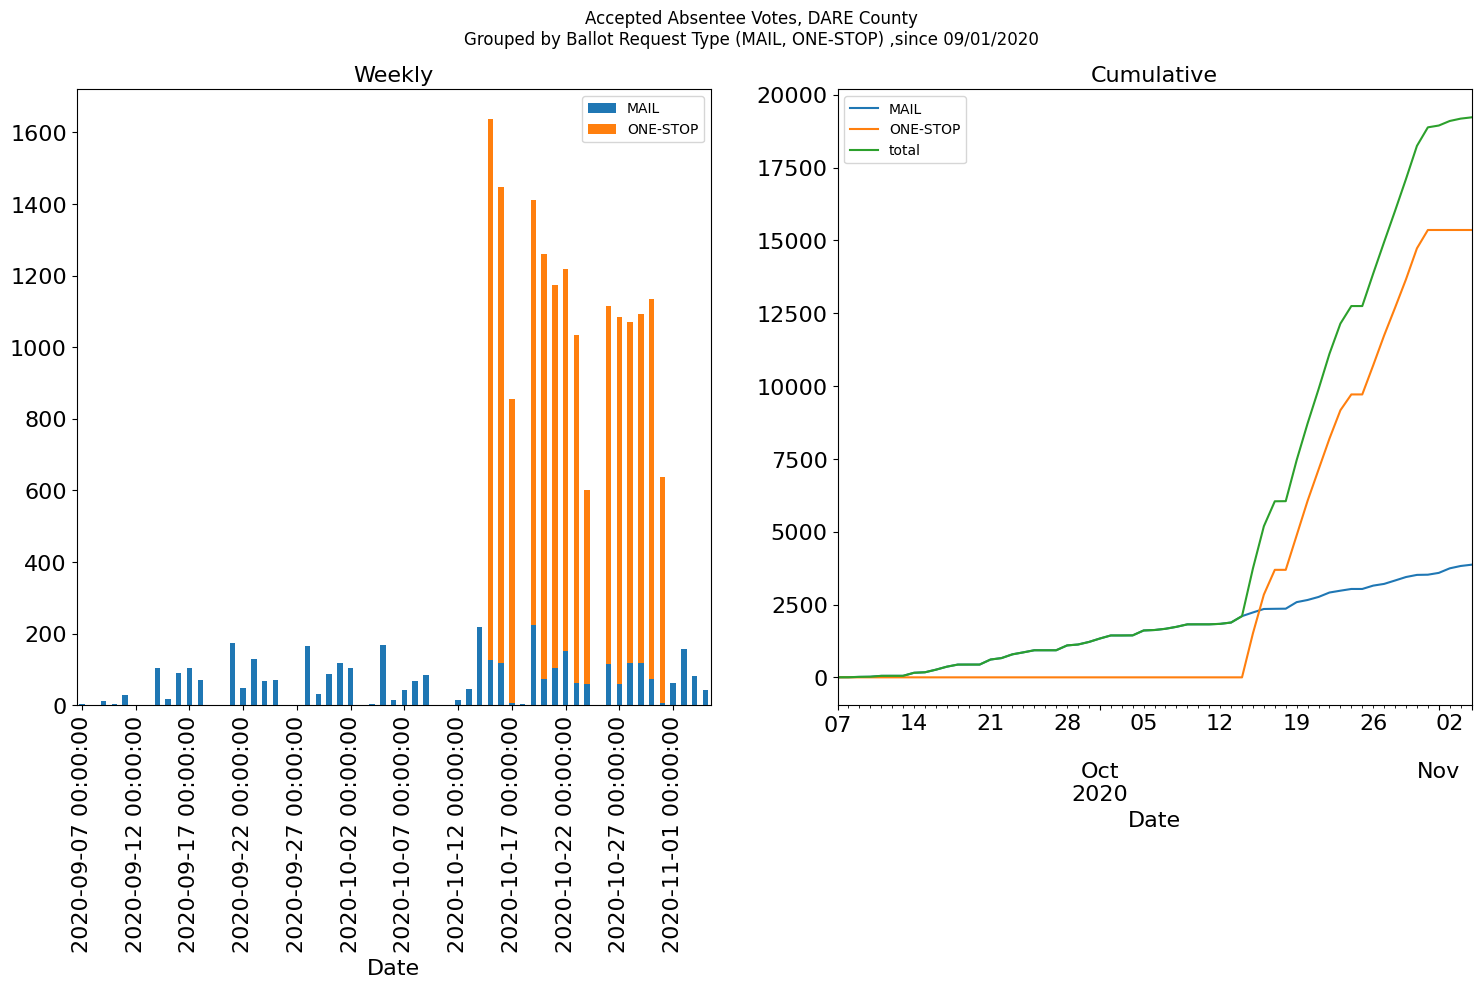 Accepted Absentee Votes, DARE County
Grouped by Ballot Request Type (MAIL, ONE-STOP) ,since 09/01/2020
Weekly
MAIL
ONE-STOP
1600
1400
1200
1000
800
600
400
200
0
2020-09-07 00:00:00
2020-09-12 00:00:00
2020-09-17 00:00:00
2020-09-22 00:00:00
2020-09-27 00:00:00
2020-10-02 00:00:00
2020-10-07 00:00:00
2020-10-12 00:00:00
2020-10-17 00:00:00
2020-10-22 00:00:00
2020-10-27 00:00:00
2020-11-01 00:00:00
Date
Cumulative
MAIL
ONE-STOP
total
20000
17500
15000
12500
10000
7500
5000
2500
0
07 14 21 28 05 12 19 26 02
Oct Nov
2020
Date